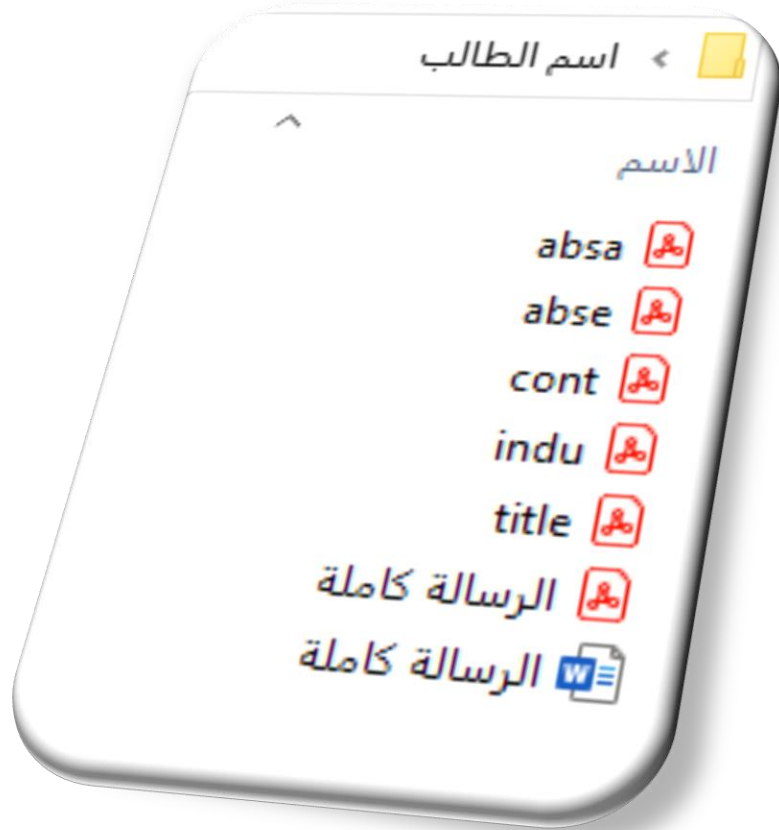 اسم الطالب
الاسم
absa
abse
cont
indu
title
الرسالة كاملة
الرسالة كاملة